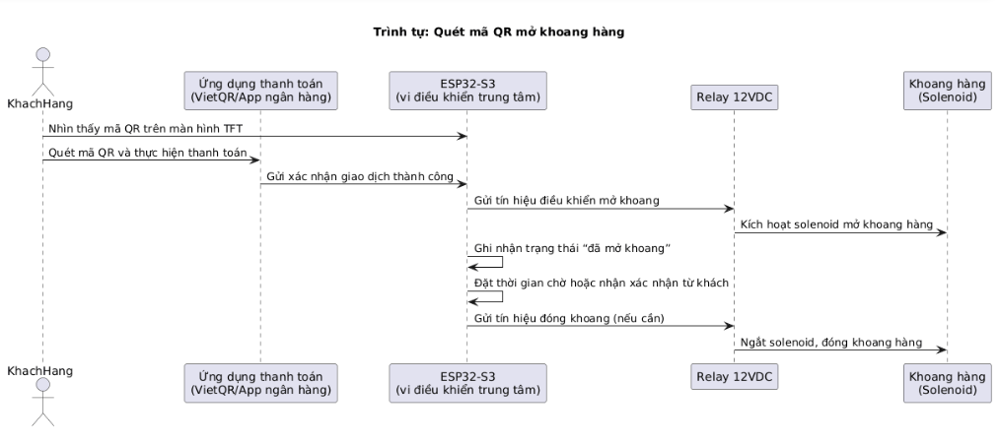 Trình tự: Quét mã QR mở khoang hàng
KhachHang
Ứng dụng thanh toán
(VietQR/App ngân hàng)
ESP32-S3
(vi điều khiển trung tâm)
Relay 12VDC
Khoang hàng
(Solenoid)
Nhìn thấy mã QR trên màn hình TFT
Quét mã QR và thực hiện thanh toán
Gửi xác nhận giao dịch thành công
Gửi tín hiệu điều khiển mở khoang
Kích hoạt solenoid mở khoang hàng
Ghi nhận trạng thái “đã mở khoang”
Đặt thời gian chờ hoặc nhận xác nhận từ khách
Gửi tín hiệu đóng khoang (nếu cần)
Ngắt solenoid, đóng khoang hàng
KhachHang
Ứng dụng thanh toán
(VietQR/App ngân hàng)
ESP32-S3
(vi điều khiển trung tâm)
Relay 12VDC
Khoang hàng
(Solenoid)